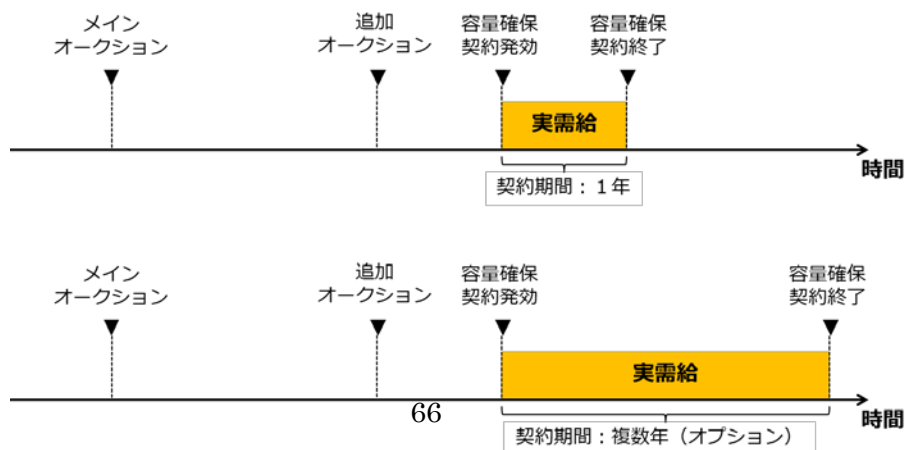 メイン
オークション
追加
オークション
容量確保
契約発効
容量確保
契約終了
実需給
時間
契約期間：１年
メイン
オークション
追加
オークション
容量確保
契約発効
容量確保
契約終了
実需給
66
時間
契約期間：複数年（オプション）